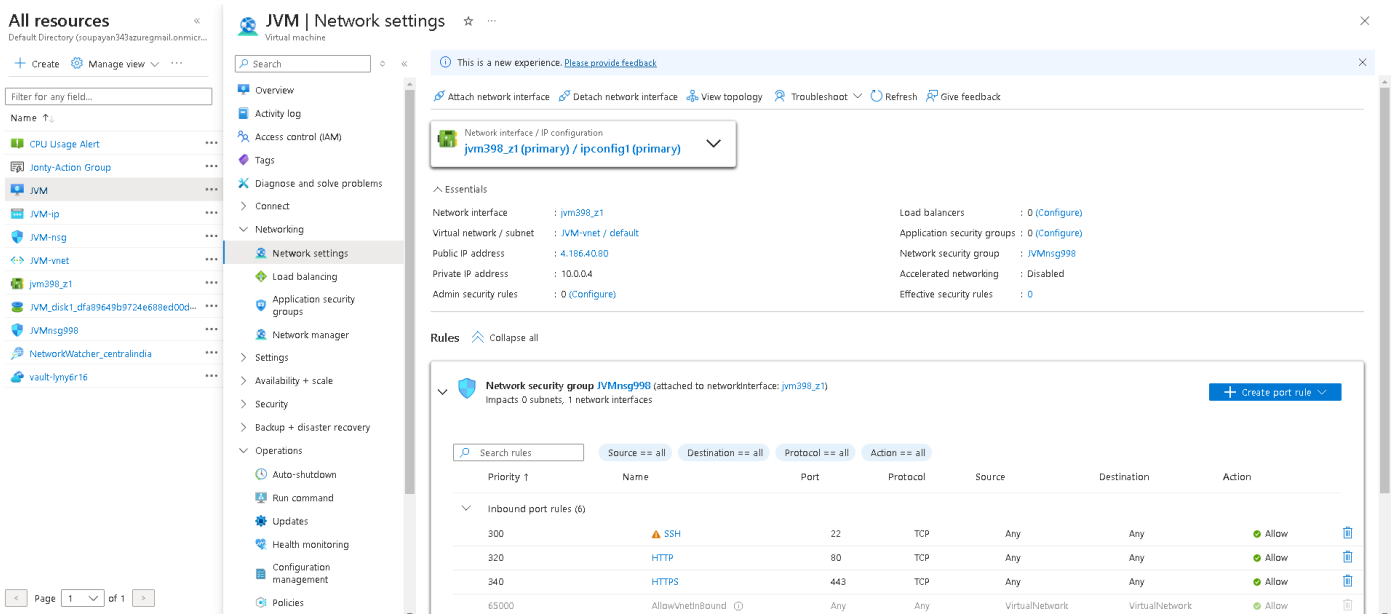 All resources
Default Directory (soupayan343azuregmail.onmicr...
Create Manage view ...
Filter for any field...
Name
CPU Usage Alert
Jonty-Action Group
JVM
JVM-ip
JVM-nsg
JVM-vnet
jvm398_z1
JVM_disk1_dfa89649b9724e688ed00d...
JVMnsg998
NetworkWatcher_centralindia
vault-lyny6r16
Page 1 of 1
JVM | Network settings
Virtual machine
Search
Overview
Activity log
Access control (IAM)
Tags
Diagnose and solve problems
Connect
Networking
Network settings
Load balancing
Application security
groups
Network manager
Settings
Availability + scale
Security
Backup + disaster recovery
Operations
Auto-shutdown
Run command
Updates
Health monitoring
Configuration
management
Policies
This is a new experience. Please provide feedback
Attach network interface Detach network interface View topology Troubleshoot Refresh Give feedback
Network interface / IP configuration
jvm398_z1 (primary) / ipconfig1 (primary)
Essentials
Network interface : jvm398_z1
Virtual network / subnet : JVM-vnet / default
Public IP address : 4.186.40.80
Private IP address : 10.0.0.4
Admin security rules : 0 (Configure)
Load balancers : 0 (Configure)
Application security groups : 0 (Configure)
Network security group : JVMnsg998
Accelerated networking : Disabled
Effective security rules : 0
Rules Collapse all
Network security group JVMnsg998 (attached to networkInterface: jvm398_z1)
Impacts 0 subnets, 1 network interfaces
Create port rule
Search rules Source == all Destination == all Protocol == all Action == all
Priority ↑ Name Port Protocol Source Destination Action
Inbound port rules (6)
300 SSH 22 TCP Any Any Allow
320 HTTP 80 TCP Any Any Allow
340 HTTPS 443 TCP Any Any Allow
65000 AllowVnetInBound Any Any VirtualNetwork VirtualNetwork Allow